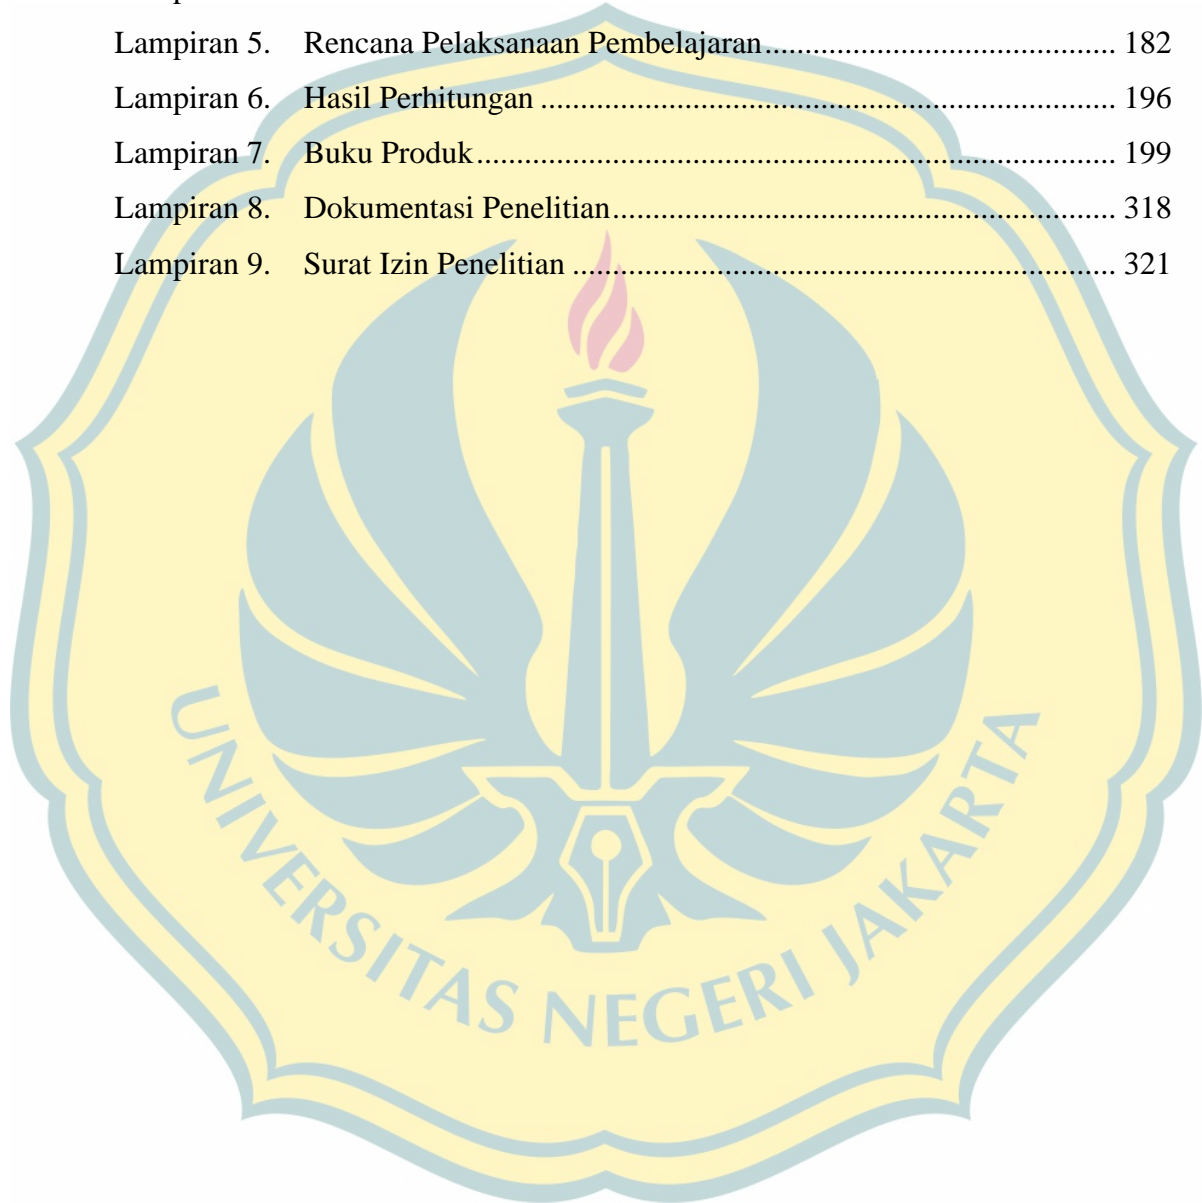 Lampiran 5. Rencana Pelaksanaan Pembelajaran ............................................ 182
Lampiran 6. Hasil Perhitungan ......................................................................... 196
Lampiran 7. Buku Produk ................................................................................. 199
Lampiran 8. Dokumentasi Penelitian ................................................................ 318
Lampiran 9. Surat Izin Penelitian ..................................................................... 321
UNIVERSITAS NEGERI JAKARTA